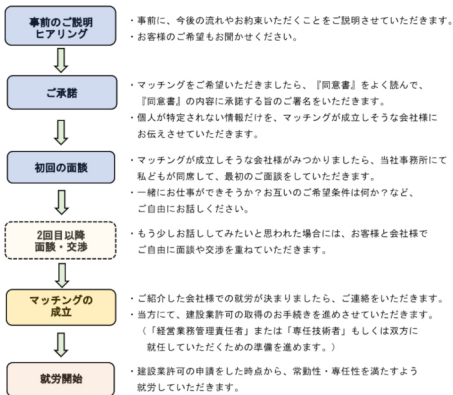 事前のご説明
ヒアリング
・事前に、今後の流れやお約束いただくことをご説明させていただきます。
・お客様のご希望もお聞かせください。
ご承諾
・マッチングをご希望いただきましたら、『同意書』をよく読んで、
『同意書』の内容に承諾する旨のご署名をいただきます。
・個人が特定されない情報だけを、マッチングが成立しそうな会社様に
お伝えさせていただきます。
初回の面談
・マッチングが成立しそうな会社様がみつかりましたら、当社事務所にて
私どもが同席して、最初のご面談をしていただきます。
・一緒にお仕事ができそうか？お互いのご希望条件は何か？など、
ご自由にお話しください。
2回目以降
面談・交渉
・もう少しお話ししてみたいと思われた場合には、お客様と会社様で
ご自由に面談や交渉を重ねていただきます。
マッチングの
成立
・ご紹介した会社様での就労が決まりましたら、ご連絡をいただきます。
・当方にて、建設業許可の取得のお手続きを進めさせていただきます。
（「経営業務管理責任者」または「専任技術者」もしくは双方に
就任していただくための準備を進めます。）
就労開始
・建設業許可の申請をした時点から、常勤性・専任性を満たすよう
就労していただきます。